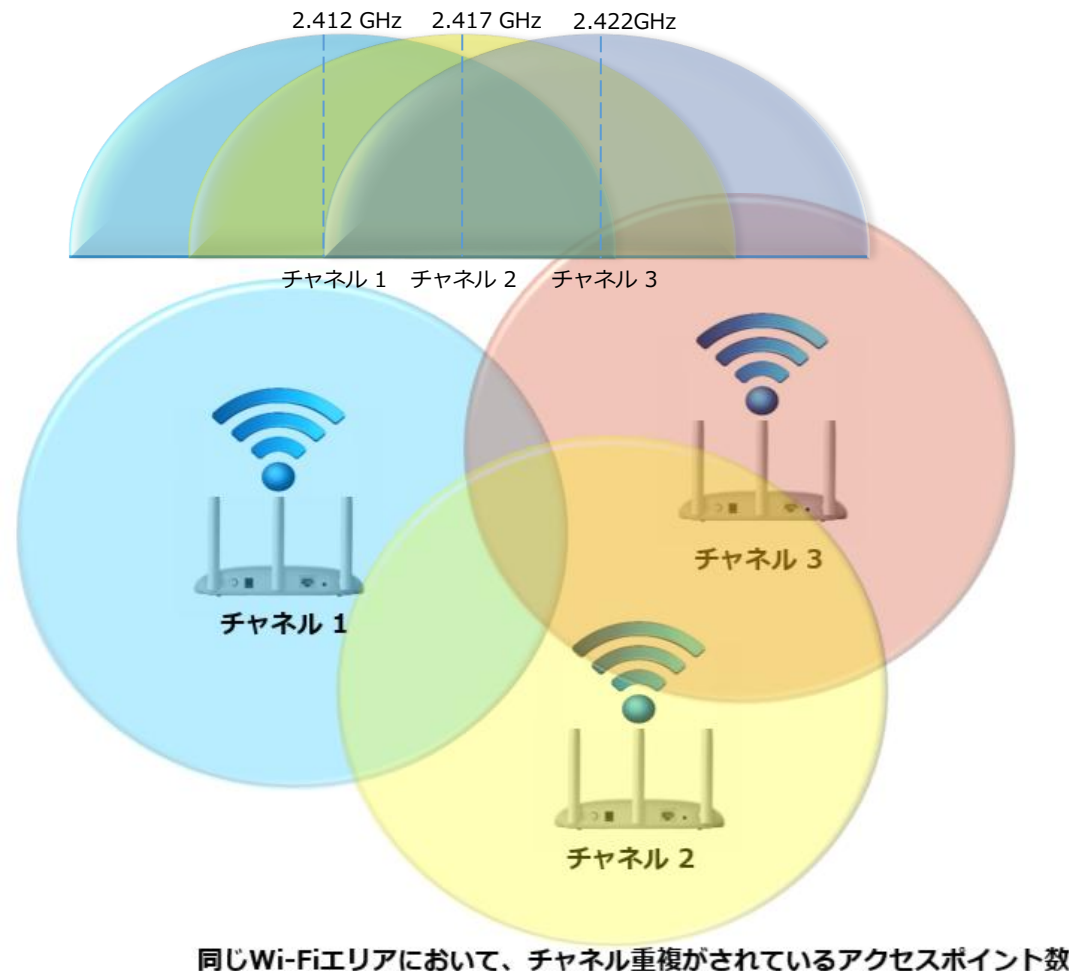 2.412 GHz 2.417 GHz 2.422GHz
チャネル 1 チャネル 2 チャネル 3
チャネル 3
チャネル 1
チャネル 2
同じWi-Fiエリアにおいて、チャネル重複がされているアクセスポイント数